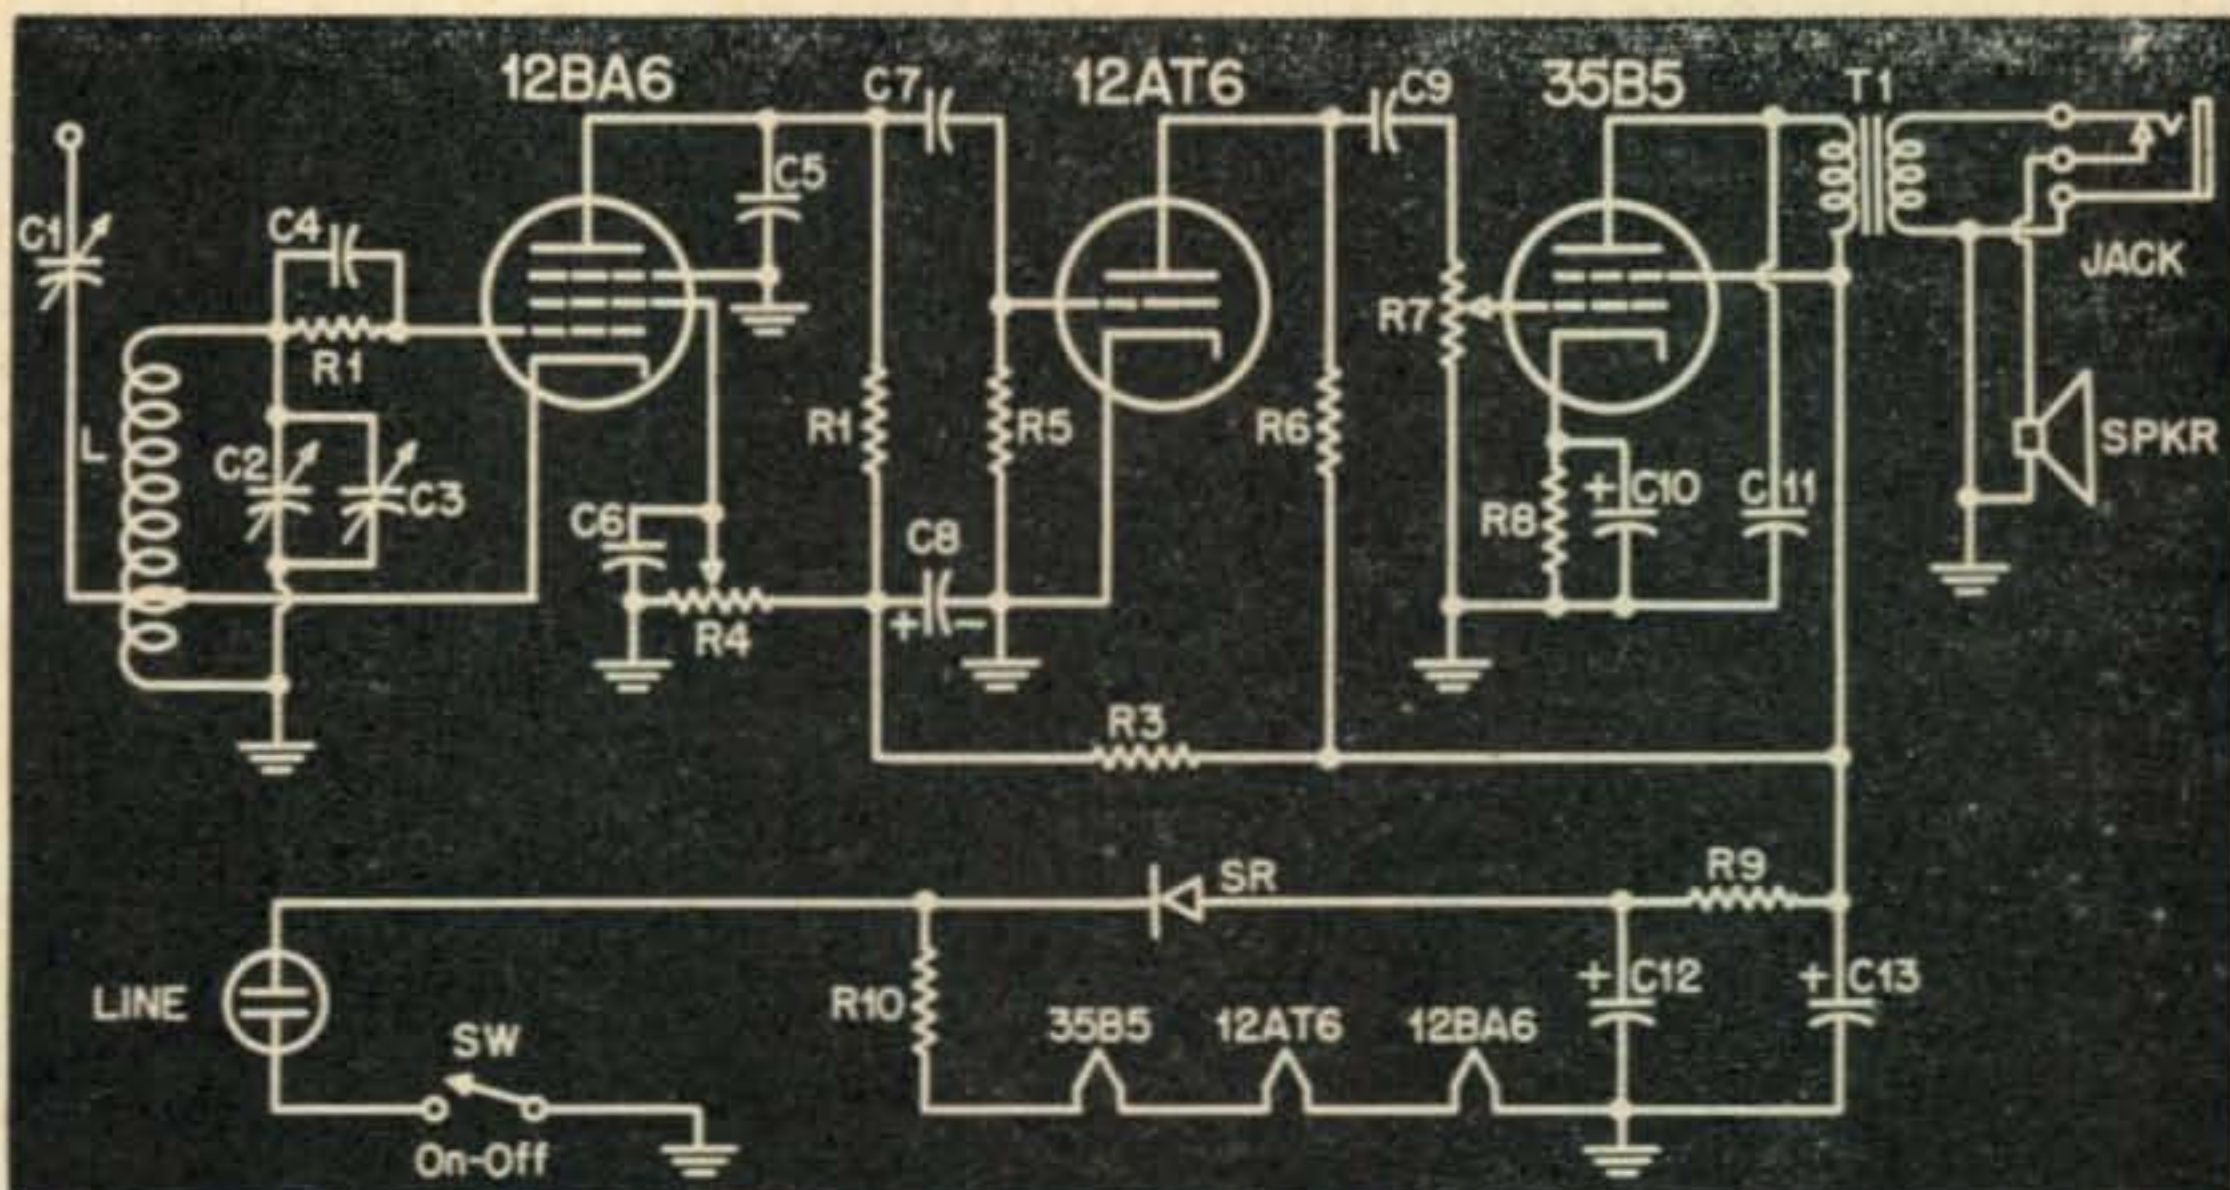 12BA6
C7
12AT6
C9
35B5
T1
C1
C4
C5
R1
L
C2
C3
C6
R4
R1
C8
+
-
R5
R6
R7
R8
+
C10
C11
JACK
SPKR
R3
LINE
SW
On-Off
R10
SR
35B5
12AT6
12BA6
R9
+
C12
+
C13